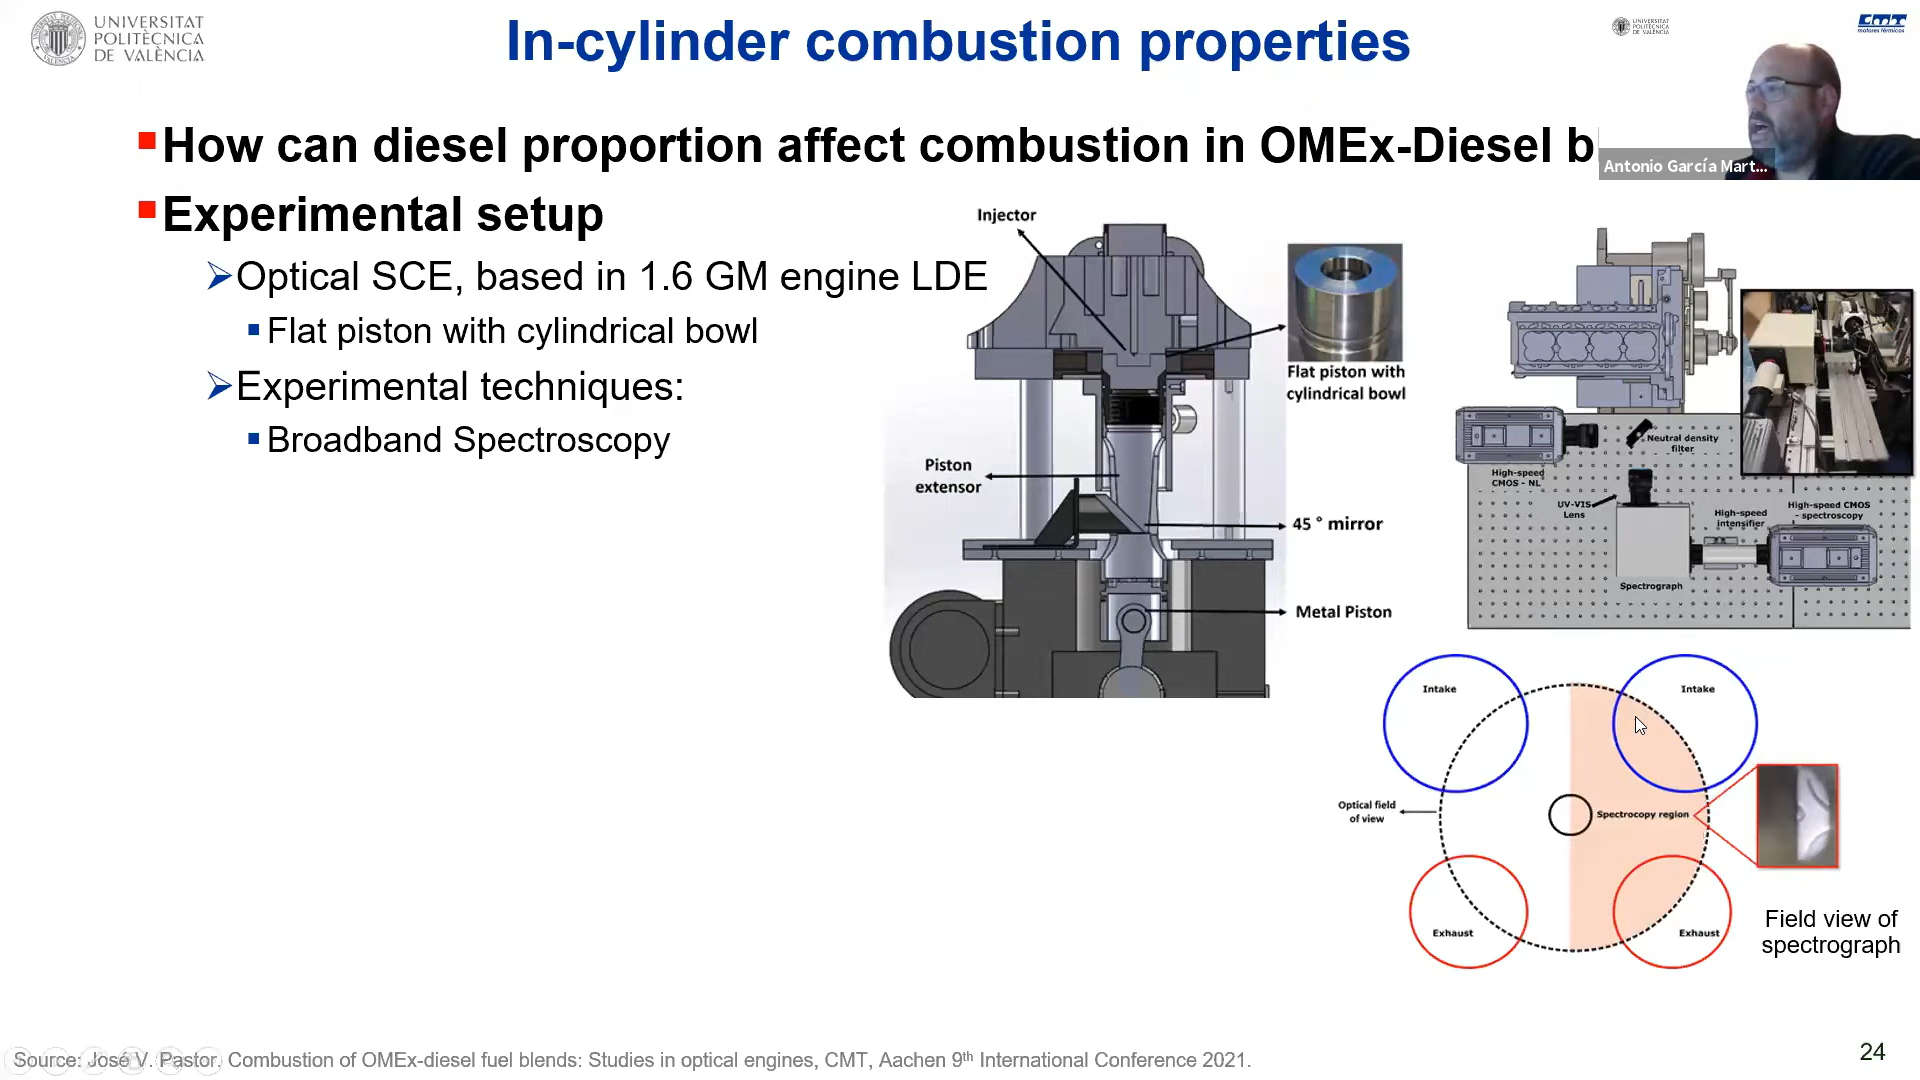 UNIVERSITAT
POLITÈCNICA
DE VALÈNCIA
In-cylinder combustion properties
UNIVERSITAT
POLITÈCNICA
DE VALÈNCIA
CMT
motores térmicos
How can diesel proportion affect combustion in OMEx-Diesel b
Antonio García Mart...
Experimental setup
Optical SCE, based in 1.6 GM engine LDE
Flat piston with cylindrical bowl
Experimental techniques:
Broadband Spectroscopy
Injector
Flat piston with
cylindrical bowl
Piston
extensor
45 ° mirror
Metal Piston
Neutral density
filter
High-speed
CMOS - NL
UV-VIS
Lens
High-speed
intensifier
High-speed CMOS
- spectroscopy
Spectrograph
Intake
Intake
Optical field
of view
Spectrocopy region
Exhaust
Exhaust
Field view of
spectrograph
Source: José V. Pastor. Combustion of OMEx-diesel fuel blends: Studies in optical engines, CMT, Aachen 9th International Conference 2021.
24